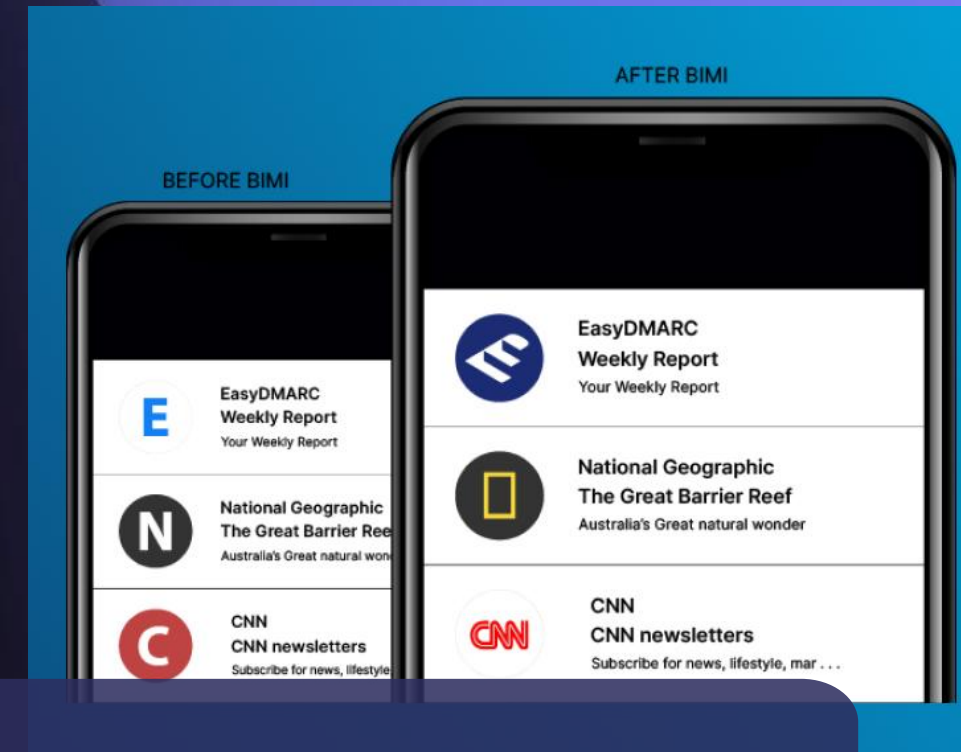 AFTER BIMI
BEFORE BIMI
E
EasyDMARC
Weekly Report
Your Weekly Report
N
National Geographic
The Great Barrier Ree
Australia's Great natural won
C
CNN
CNN newsletters
Subscribe for news, lifestyle
EasyDMARC
Weekly Report
Your Weekly Report
National Geographic
The Great Barrier Reef
Australia's Great natural wonder
CNN
CNN
CNN newsletters
Subscribe for news, lifestyle, mar . . .